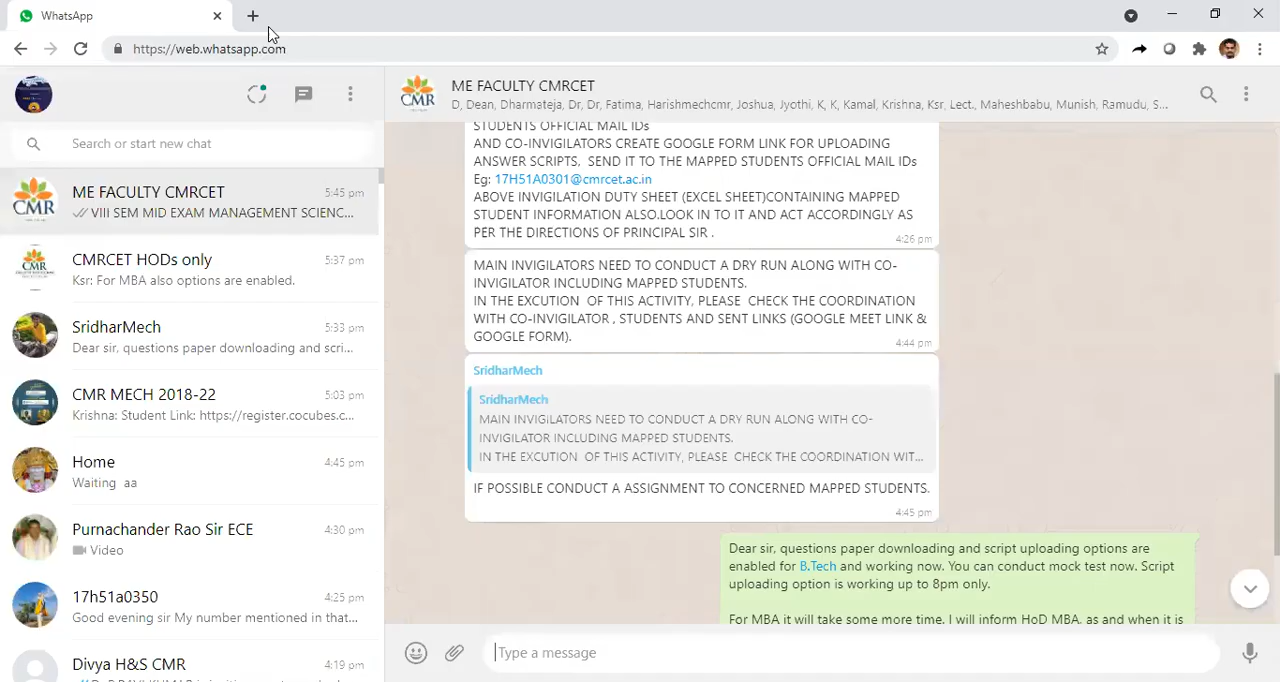 WhatsApp
https://web.whatsapp.com
Search or start new chat
ME FACULTY CMRCET 5:45 pm
VIII SEM MID EXAM MANAGEMENT SCIENC...
CMRCET HODs only 5:37 pm
Ksr: For MBA also options are enabled.
SridharMech 5:33 pm
Dear sir, questions paper downloading and scri...
CMR MECH 2018-22 5:03 pm
Krishna: Student Link: https://register.cocubes.c...
Home 4:45 pm
Waiting aa
Purnachander Rao Sir ECE 4:30 pm
Video
17h51a0350 4:25 pm
Good evening sir My number mentioned in that...
Divya H&S CMR 4:19 pm
CMR
ME FACULTY CMRCET
D, Dean, Dharmateja, Dr, Dr, Fatima, Harishmechcmr, Joshua, Jyothi, K, K, Kamal, Krishna, Ksr, Lect., Maheshbabu, Munish, Ramudu, S...
STUDENTS OFFICIAL MAIL IDs
AND CO-INVIGILATORS CREATE GOOGLE FORM LINK FOR UPLOADING
ANSWER SCRIPTS, SEND IT TO THE MAPPED STUDENTS OFFICIAL MAIL IDs
Eg: 17H51A0301@cmrcet.ac.in
ABOVE INVIGILATION DUTY SHEET (EXCEL SHEET)CONTAINING MAPPED
STUDENT INFORMATION ALSO.LOOK IN TO IT AND ACT ACCORDINGLY AS
PER THE DIRECTIONS OF PRINCIPAL SIR .
4:26 pm
MAIN INVIGILATORS NEED TO CONDUCT A DRY RUN ALONG WITH CO-
INVIGILATOR INCLUDING MAPPED STUDENTS.
IN THE EXCUTION OF THIS ACTIVITY, PLEASE CHECK THE COORDINATION
WITH CO-INVIGILATOR , STUDENTS AND SENT LINKS (GOOGLE MEET LINK &
GOOGLE FORM).
4:44 pm
SridharMech
SridharMech
MAIN INVIGILATORS NEED TO CONDUCT A DRY RUN ALONG WITH CO-
INVIGILATOR INCLUDING MAPPED STUDENTS.
IN THE EXCUTION OF THIS ACTIVITY, PLEASE CHECK THE COORDINATION WIT...
IF POSSIBLE CONDUCT A ASSIGNMENT TO CONCERNED MAPPED STUDENTS.
4:45 pm
Dear sir, questions paper downloading and script uploading options are
enabled for B.Tech and working now. You can conduct mock test now. Script
uploading option is working up to 8pm only.
For MBA it will take some more time. I will inform HoD MBA, as and when it is
Type a message